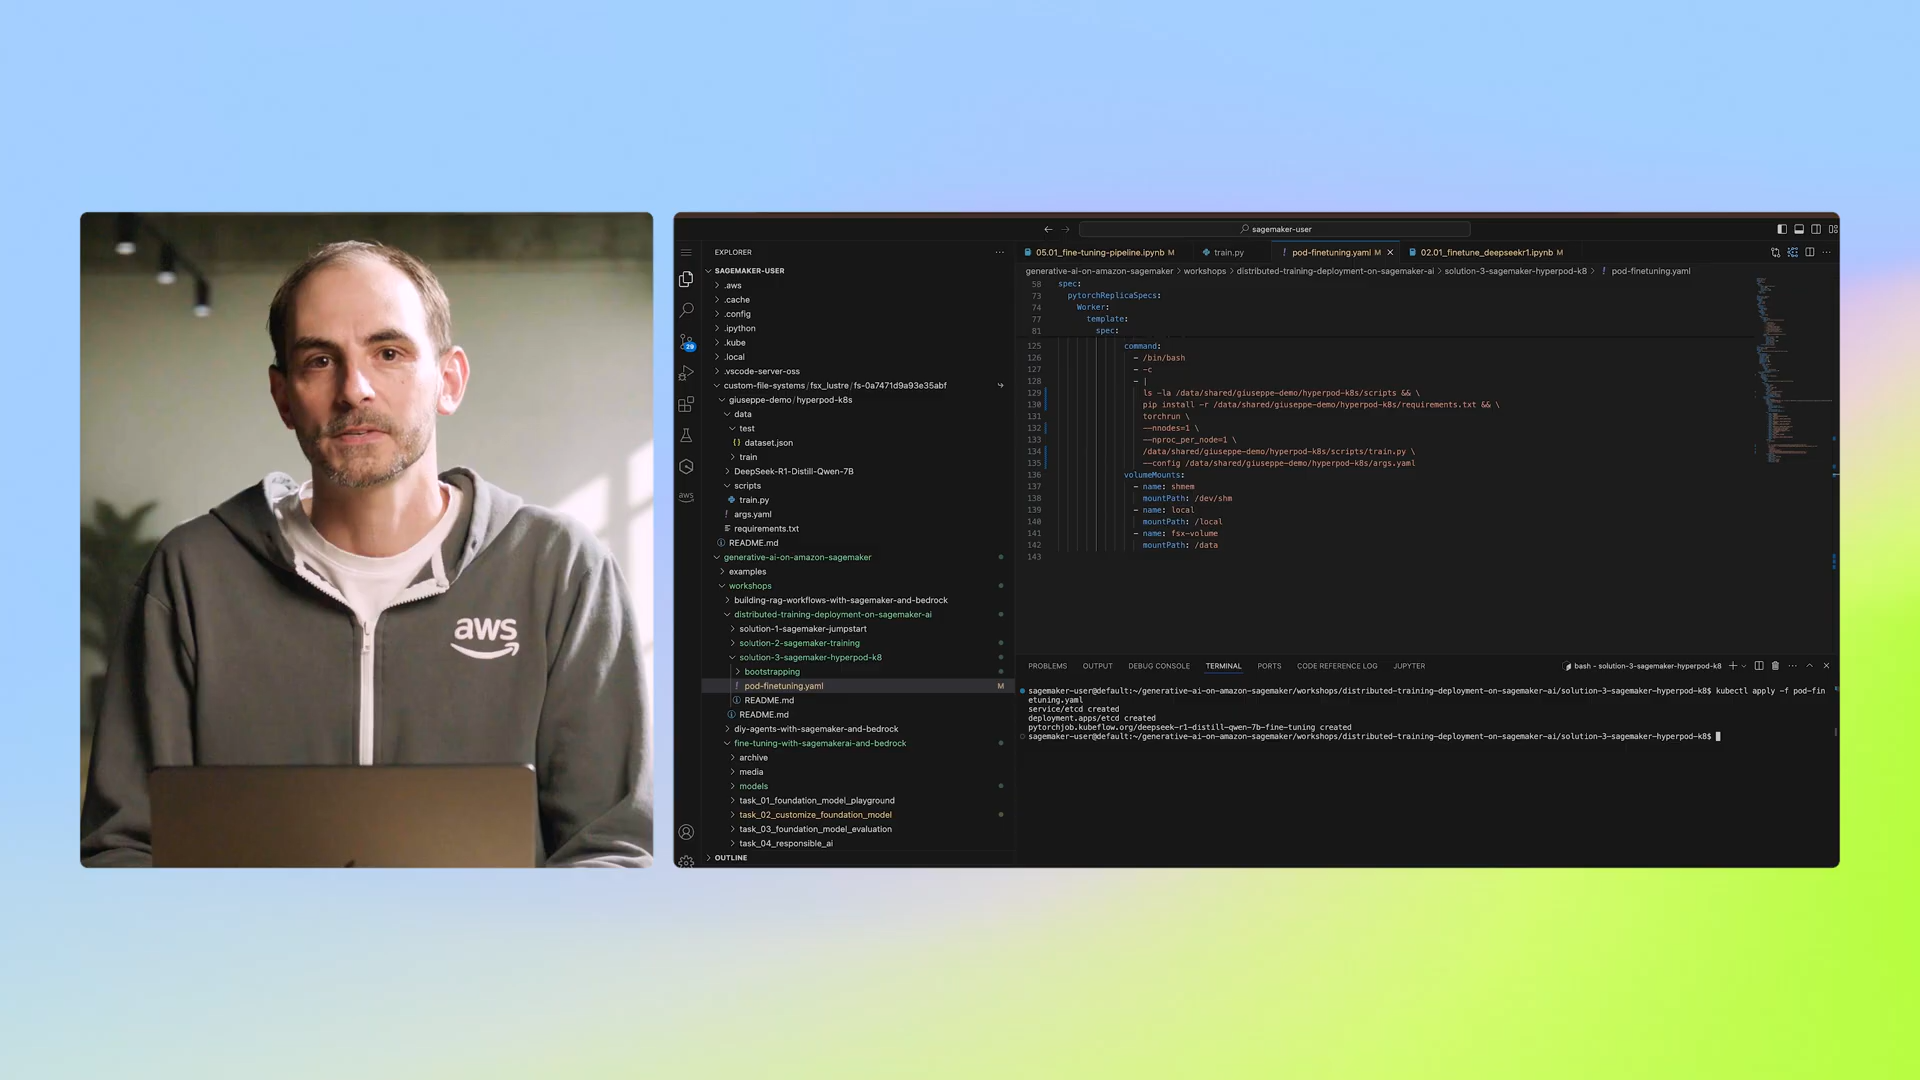 aws
sagemaker-user
EXPLORER
SAGEMAKER-USER
.aws
.cache
.config
.ipython
.kube
.local
.vscode-server-oss
custom-file-systems / fsx_lustre / fs-0a7471d9a93e35abf
giuseppe-demo / hyperpod-k8s
data
test
{} dataset.json
train
DeepSeek-R1-Distill-Qwen-7B
scripts
train.py
! args.yaml
requirements.txt
README.md
generative-ai-on-amazon-sagemaker
examples
workshops
building-rag-workflows-with-sagemaker-and-bedrock
distributed-training-deployment-on-sagemaker-ai
solution-1-sagemaker-jumpstart
solution-2-sagemaker-training
solution-3-sagemaker-hyperpod-k8
bootstrapping
! pod-finetuning.yaml M
README.md
README.md
diy-agents-with-sagemaker-and-bedrock
fine-tuning-with-sagemakerai-and-bedrock
archive
media
models
task_01_foundation_model_playground
task_02_customize_foundation_model
task_03_foundation_model_evaluation
task_04_responsible_ai
OUTLINE
29
aws
05.01_fine-tuning-pipeline.ipynb M
train.py
! pod-finetuning.yaml M
02.01_finetune_deepseekr1.ipynb M
generative-ai-on-amazon-sagemaker > workshops > distributed-training-deployment-on-sagemaker-ai > solution-3-sagemaker-hyperpod-k8 > ! pod-finetuning.yaml
58 spec:
73 pytorchReplicaSpecs:
74 Worker:
77 template:
81 spec:
125 command:
126 - /bin/bash
127 - -c
128 - |
129 ls -la /data/shared/giuseppe-demo/hyperpod-k8s/scripts && \
130 pip install -r /data/shared/giuseppe-demo/hyperpod-k8s/requirements.txt && \
131 torchrun \
132 --nnodes=1 \
133 --nproc_per_node=1 \
134 /data/shared/giuseppe-demo/hyperpod-k8s/scripts/train.py \
135 --config /data/shared/giuseppe-demo/hyperpod-k8s/args.yaml
136 volumeMounts:
137 - name: shmem
138 mountPath: /dev/shm
139 - name: local
140 mountPath: /local
141 - name: fsx-volume
142 mountPath: /data
143
PROBLEMS OUTPUT DEBUG CONSOLE TERMINAL PORTS CODE REFERENCE LOG JUPYTER
bash - solution-3-sagemaker-hyperpod-k8
sagemaker-user@default:~/generative-ai-on-amazon-sagemaker/workshops/distributed-training-deployment-on-sagemaker-ai/solution-3-sagemaker-hyperpod-k8$ kubectl apply -f pod-fin
etuning.yaml
service/etcd created
deployment.apps/etcd created
pytorchjob.kubeflow.org/deepseek-r1-distill-qwen-7b-fine-tuning created
sagemaker-user@default:~/generative-ai-on-amazon-sagemaker/workshops/distributed-training-deployment-on-sagemaker-ai/solution-3-sagemaker-hyperpod-k8$